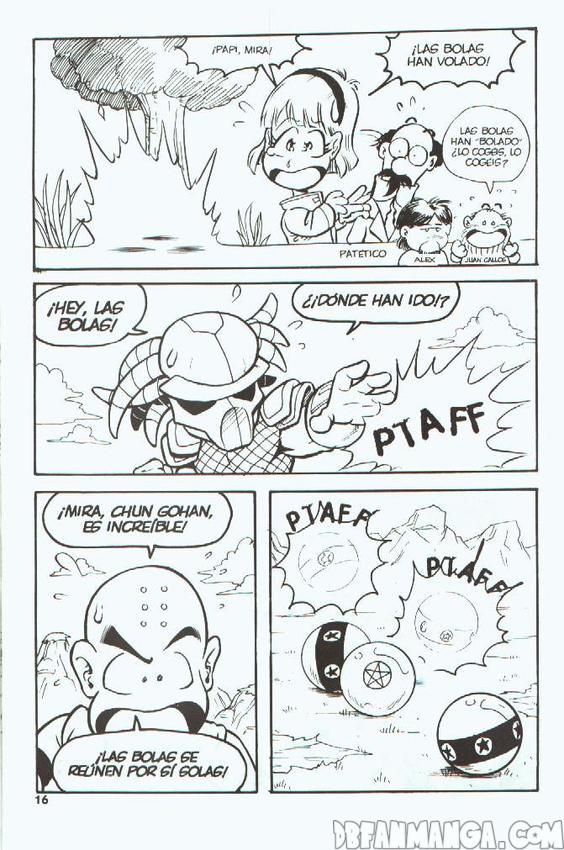 ¡PAPI, MIRA!
¡LAS BOLAS
HAN VOLADO!
LAS BOLAS
HAN "BOLADO"
¿LO COGES, LO
COGÉIS?
PATÉTICO
ALEX
JUAN CALLOS
¡HEY, LAS
BOLAS!
¿¡DÓNDE HAN IDO!?
PTAFF
¡MIRA, CHUN GOHAN,
ES INCREÍBLE!
¡LAS BOLAS SE
REÚNEN POR SÍ SOLAS!
PTAFF
PTAFF
16
DBFANMANGA.COM